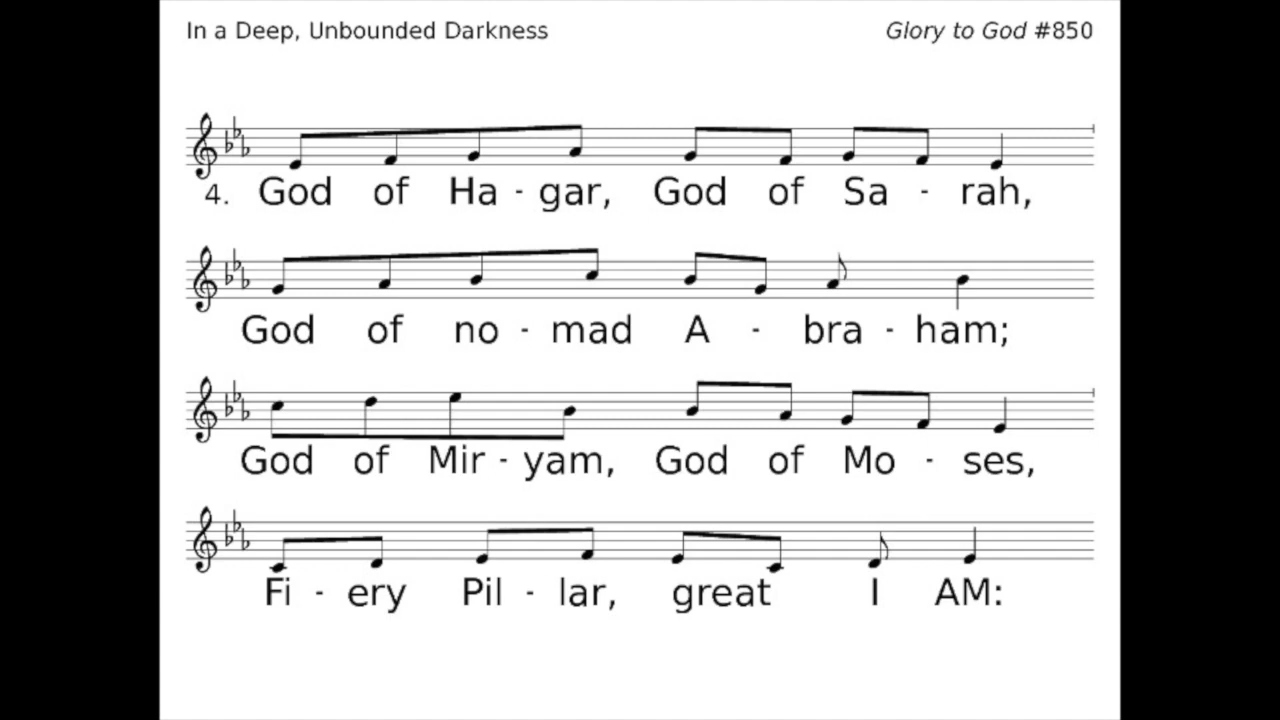 In a Deep, Unbounded Darkness
Glory to God #850
4. God of Ha - gar, God of Sa - rah,
God of no - mad A - bra - ham;
God of Mir - yam, God of Mo - ses,
Fi - ery Pil - lar, great I AM: